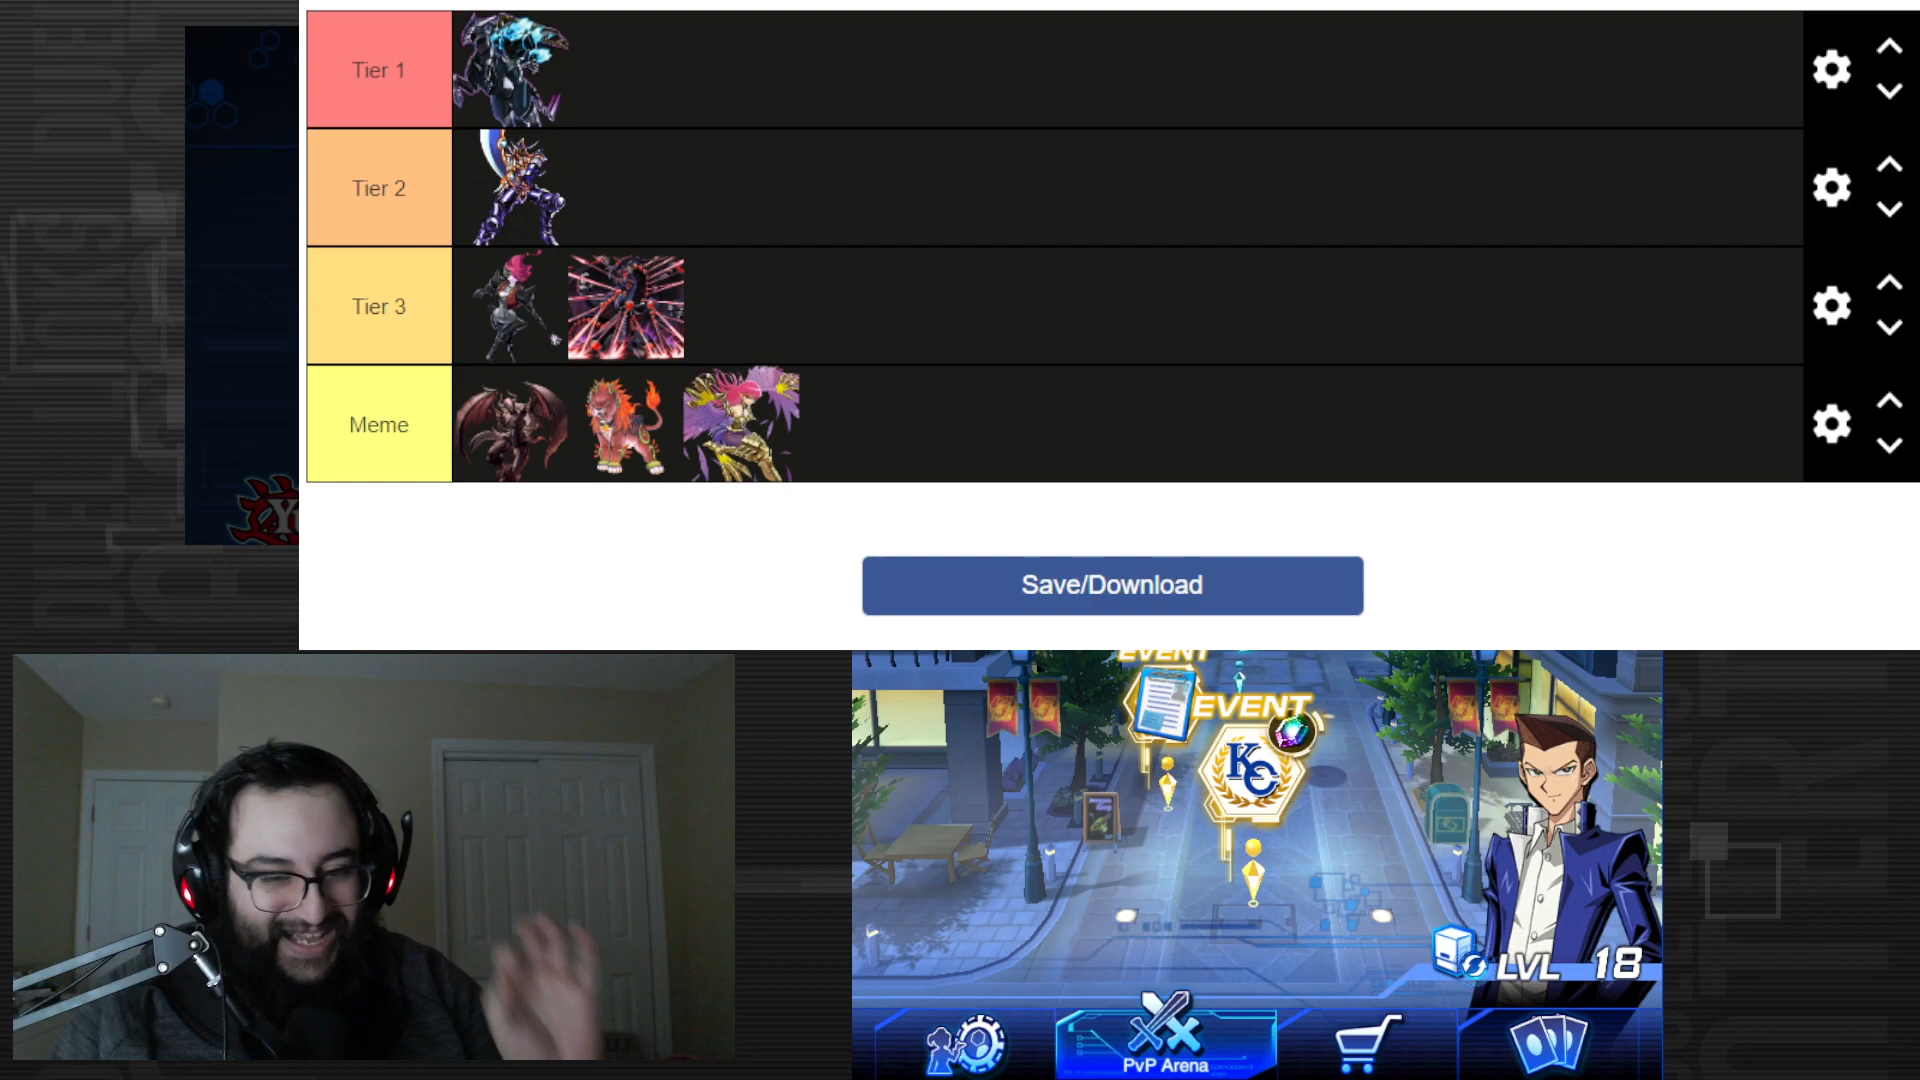 Tier 1
Tier 2
Tier 3
Meme
Save/Download
EVENT
EVENT
KC
LVL 18
PvP Arena